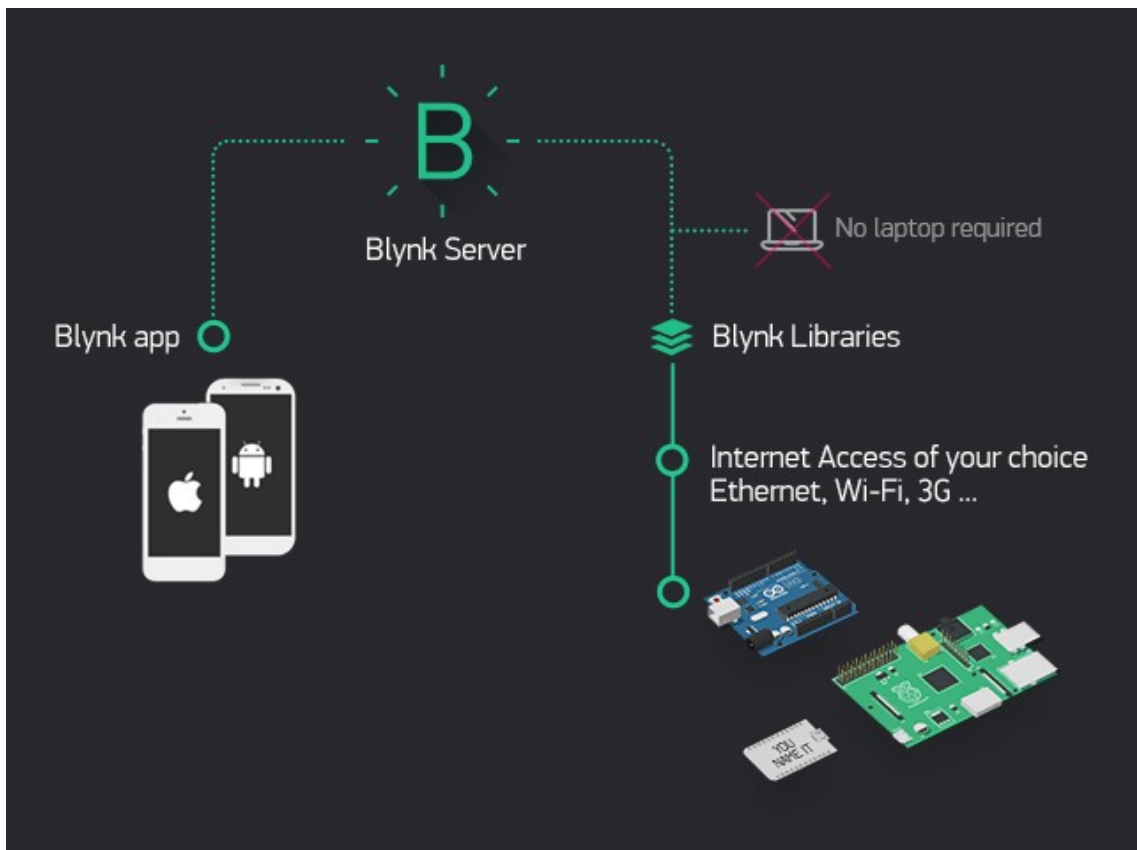 B
Blynk Server
No laptop required
Blynk app
Blynk Libraries
Internet Access of your choice
Ethernet, Wi-Fi, 3G ...
UNO
YOU
NAME IT